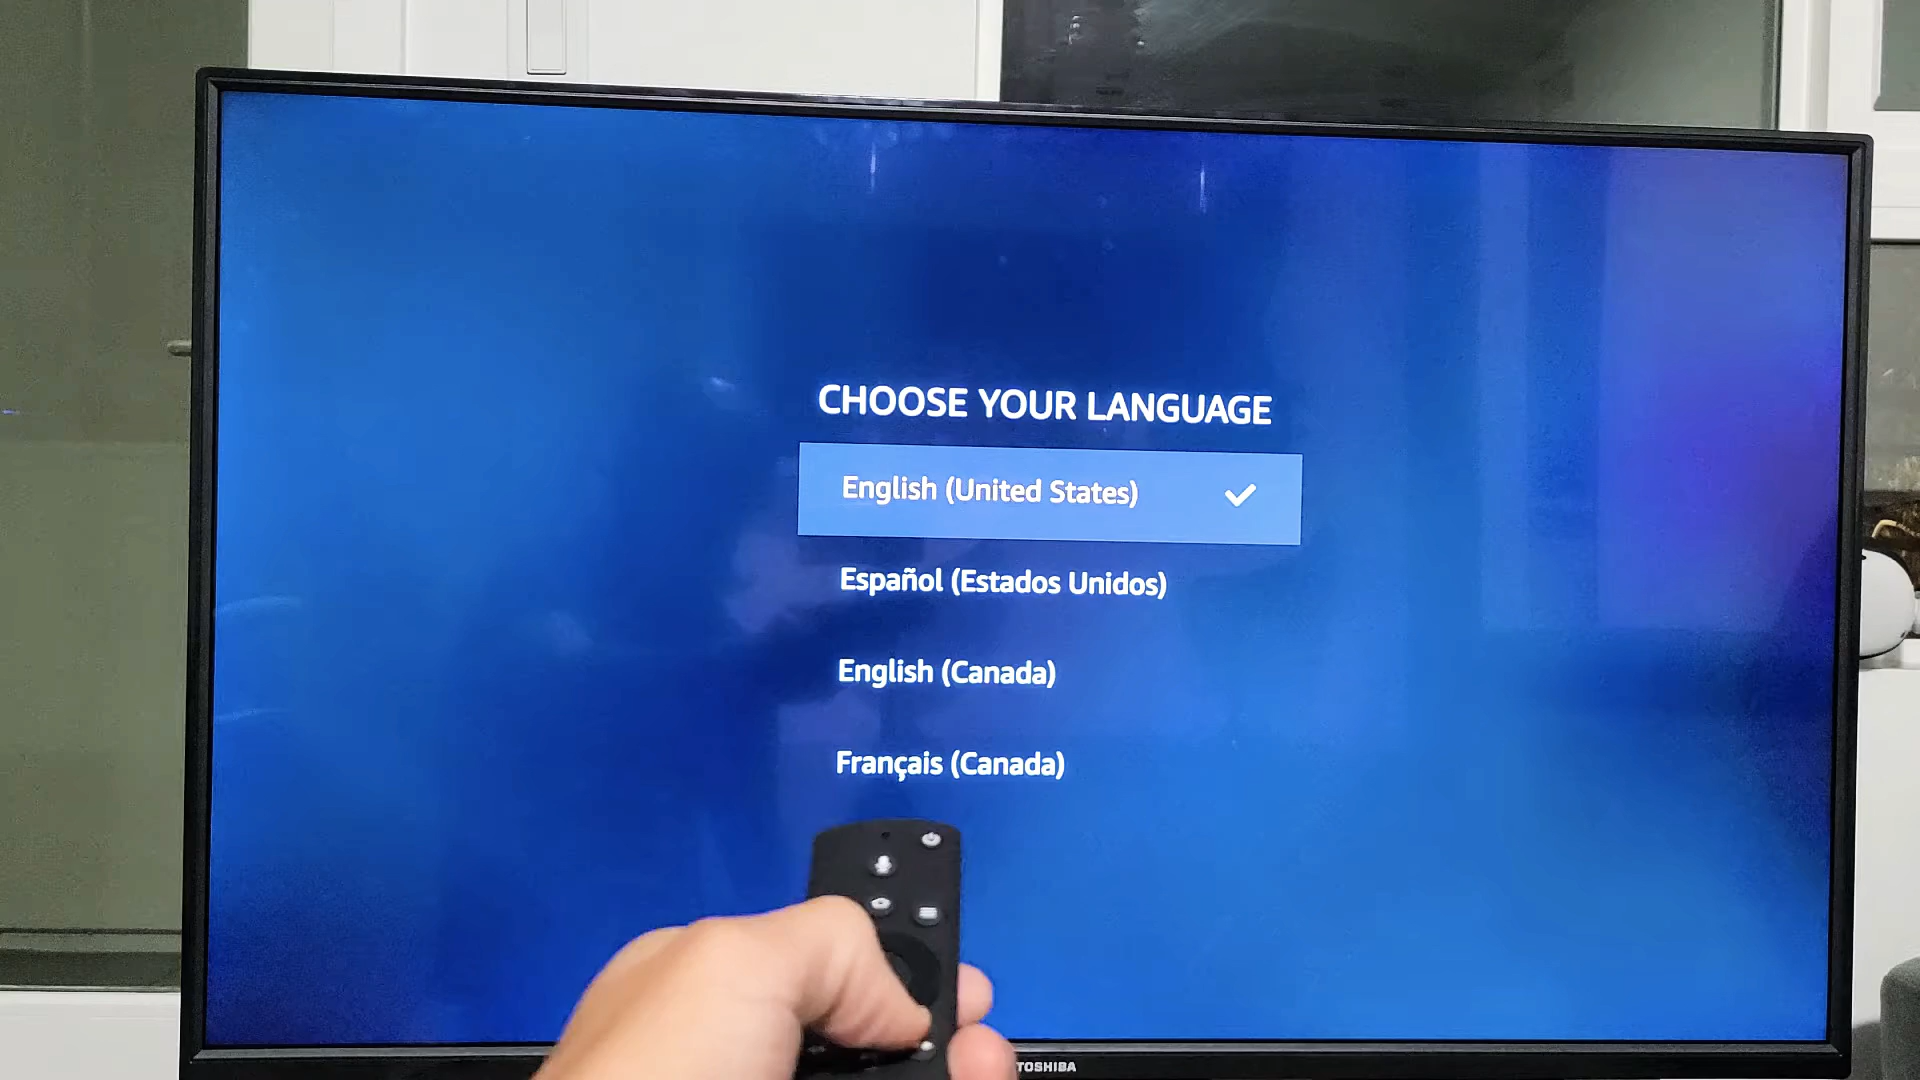 CHOOSE YOUR LANGUAGE
English (United States)
Español (Estados Unidos)
English (Canada)
Français (Canada)
TOSHIBA